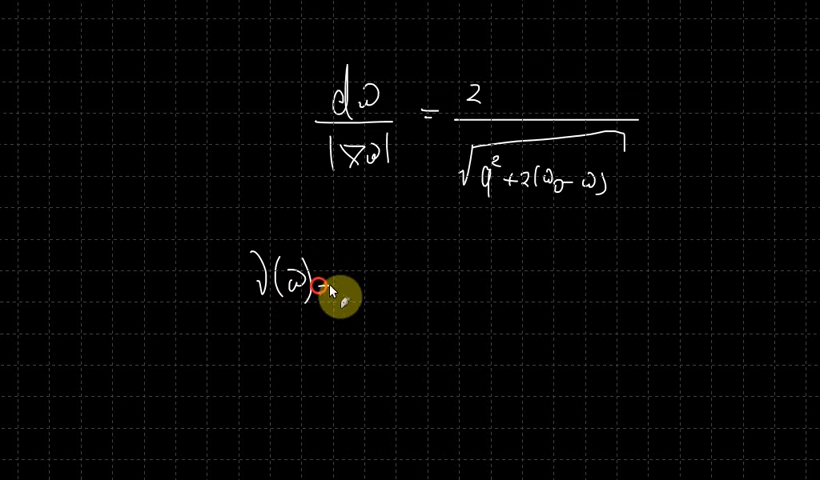 dω/|∇ω| = 2/√(q² + 2(ω₀ - ω))
ν(ω) =